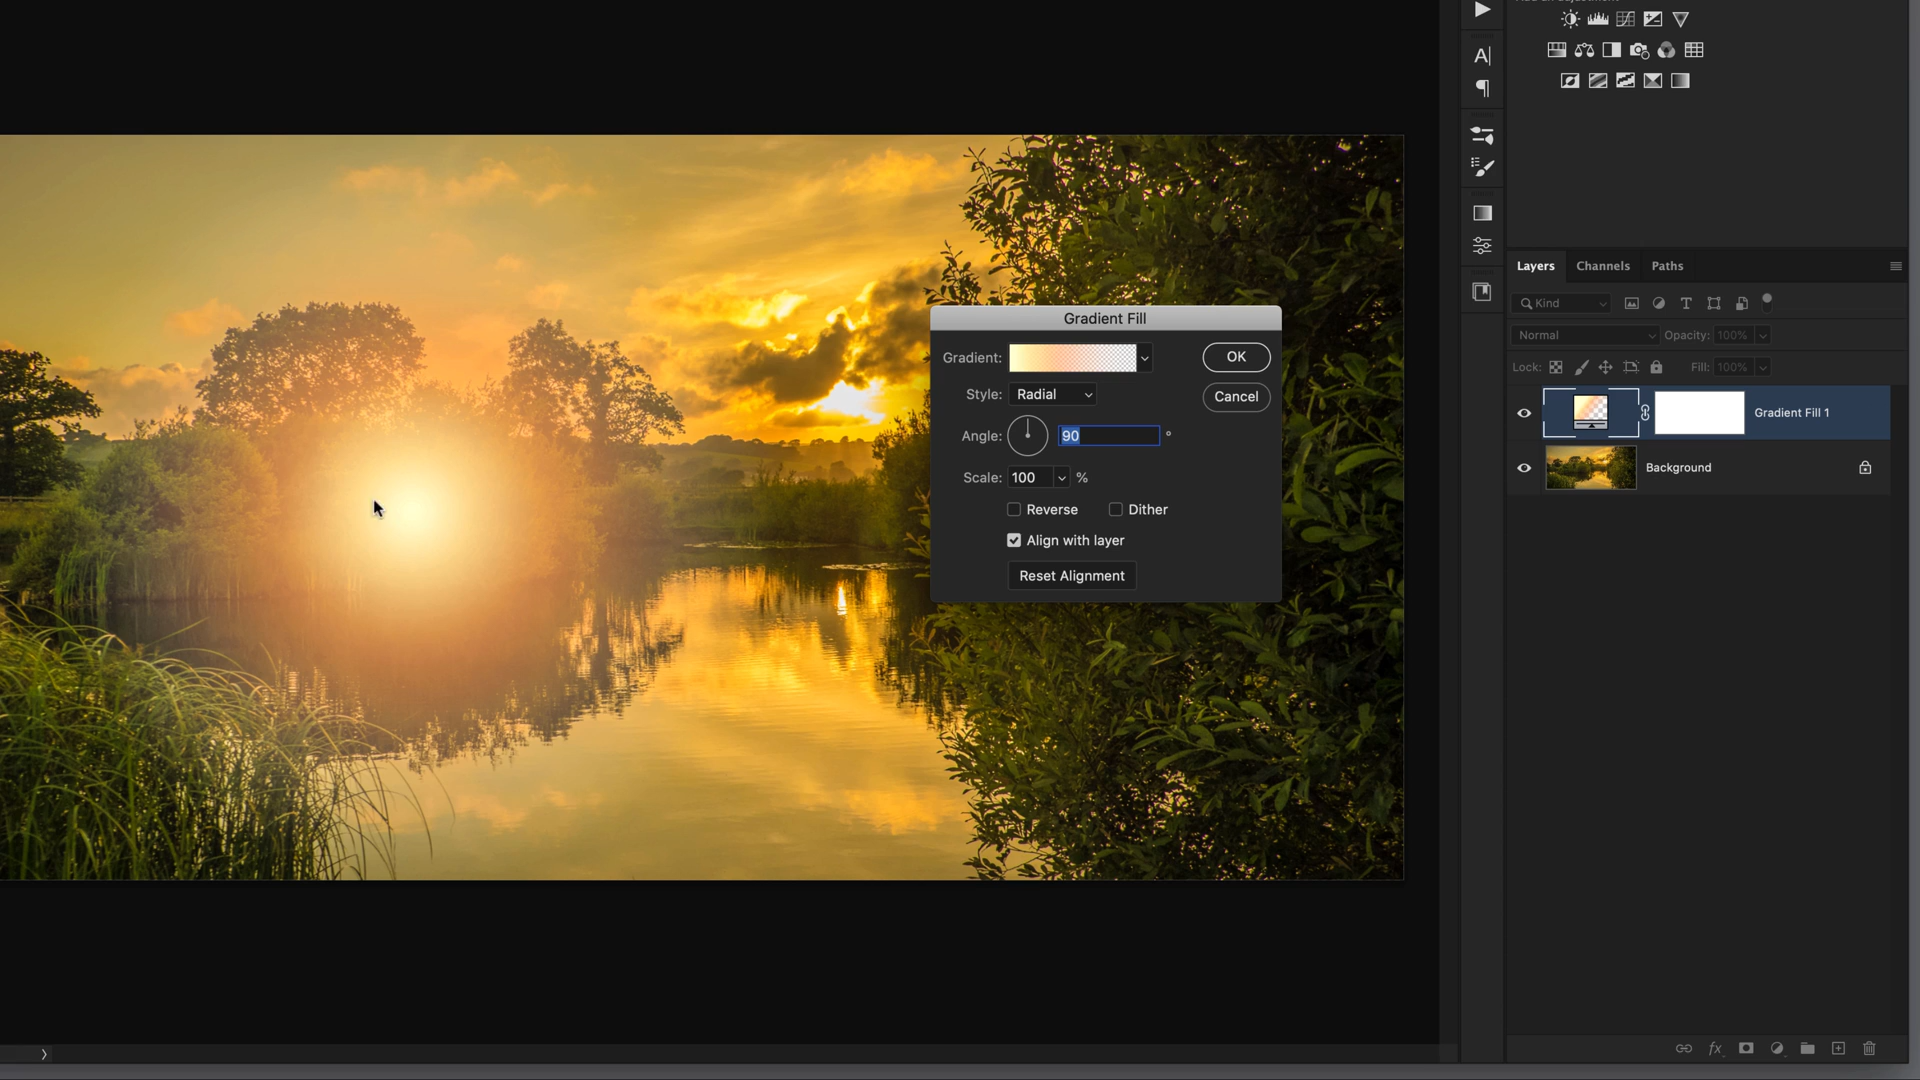 Layers Channels Paths
Kind
Normal Opacity: 100%
Lock: Fill: 100%
Gradient Fill 1
Background
fx
Gradient Fill
Gradient:
Style: Radial
Angle: 90 °
Scale: 100 %
Reverse Dither
Align with layer
Reset Alignment
OK
Cancel